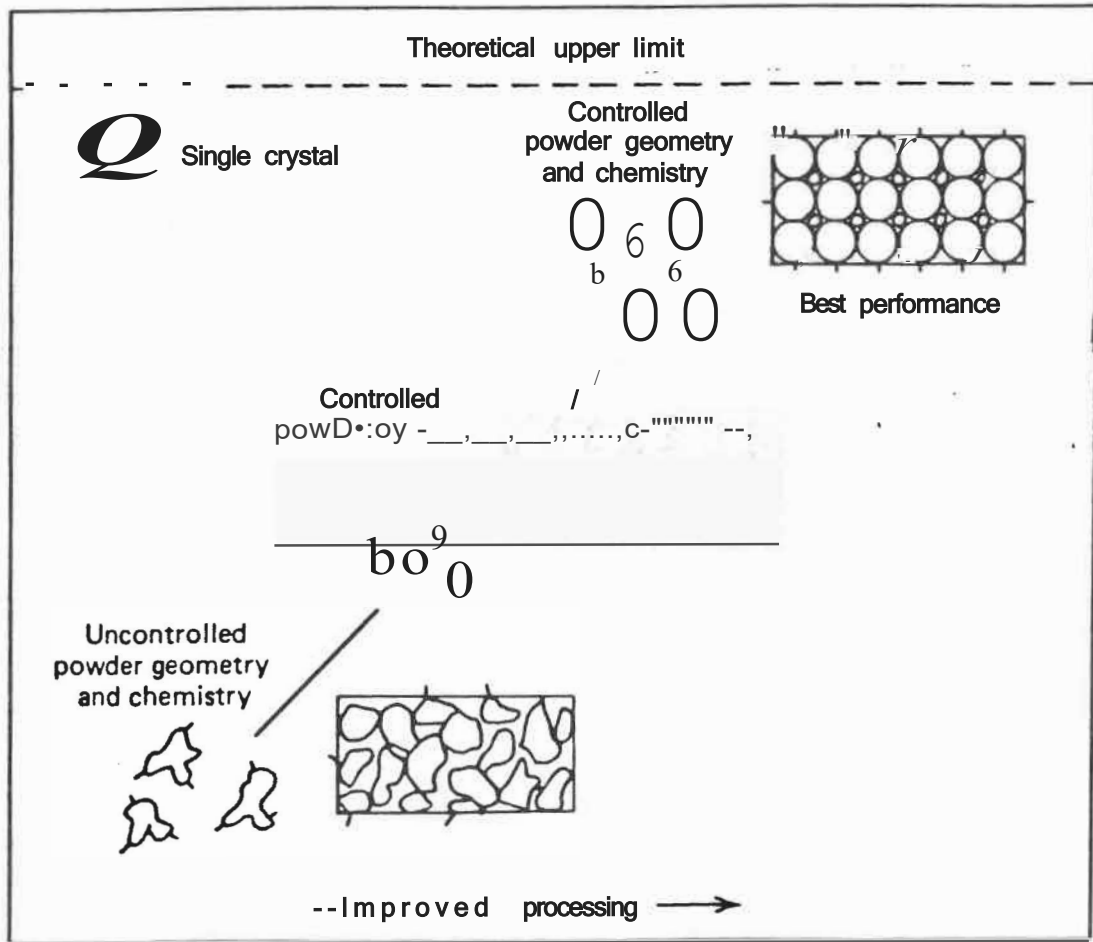 Theoretical upper limit
Single crystal
Controlled
powder geometry
and chemistry
Best performance
Controlled
Uncontrolled
powder geometry
and chemistry
--Improved processing